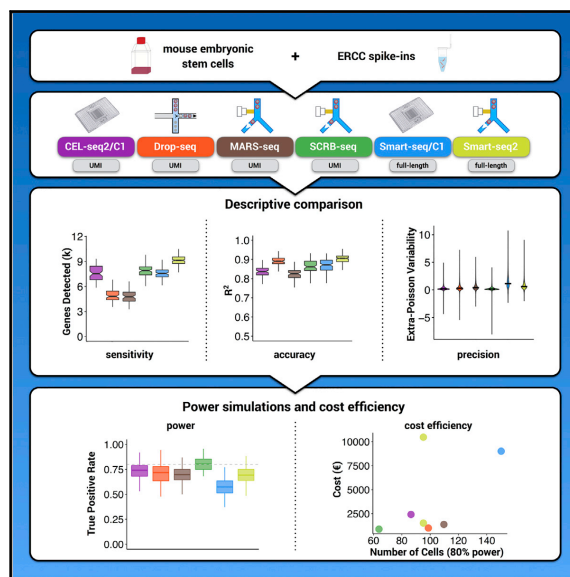 mouse embryonic
stem cells
+
ERCC spike-ins
CEL-seq2/C1 Drop-seq MARS-seq SCRB-seq Smart-seq/C1 Smart-seq2
UMI UMI UMI UMI full-length full-length
Descriptive comparison
Genes Detected (k)
12
9
6
3
0
sensitivity
R²
1.0
0.9
0.8
0.7
0.6
0.5
accuracy
Extra-Poisson Variability
10
5
0
−5
precision
Power simulations and cost efficiency
power
True Positive Rate
1.00
0.75
0.50
0.25
0.00
cost efficiency
Cost (€)
10000
7500
5000
2500
60 80 100 120 140
Number of Cells (80% power)